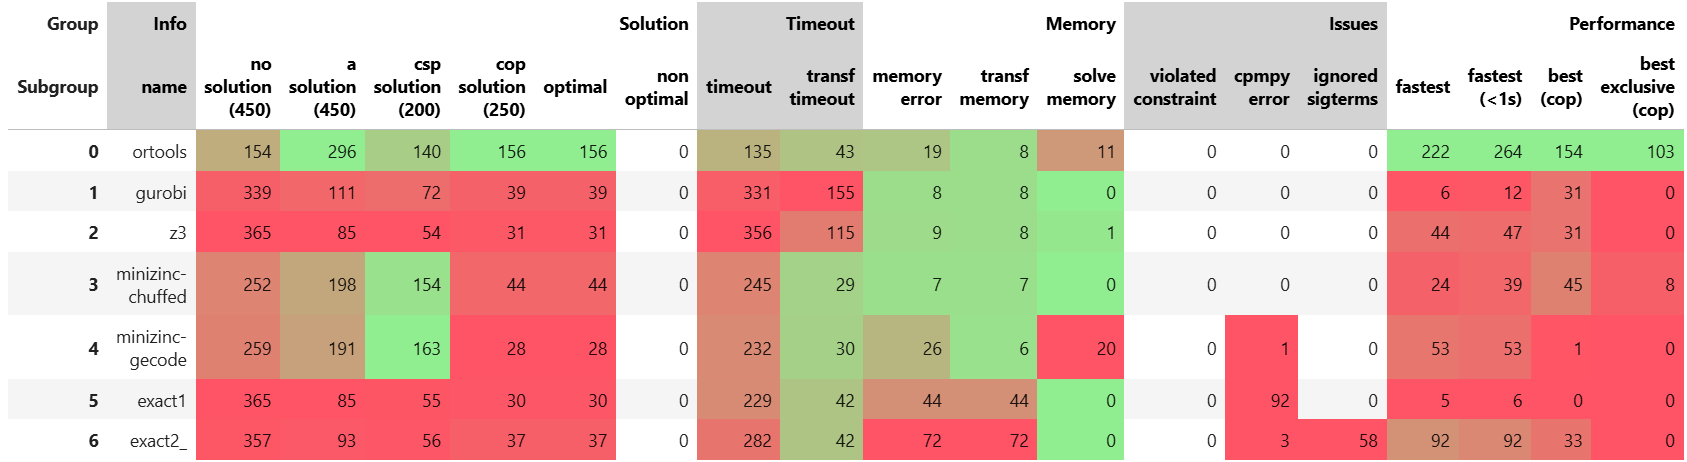 Group Info Solution Timeout Memory Issues Performance
Subgroup name no solution (450) a solution (450) csp solution (200) cop solution (250) optimal non optimal timeout transf timeout memory error transf memory solve memory violated constraint cpmpy error ignored sigterms fastest fastest (<1s) best (cop) best exclusive (cop)
0 ortools 154 296 140 156 156 0 135 43 19 8 11 0 0 0 222 264 154 103
1 gurobi 339 111 72 39 39 0 331 155 8 8 0 0 0 0 6 12 31 0
2 z3 365 85 54 31 31 0 356 115 9 8 1 0 0 0 44 47 31 0
3 minizinc-chuffed 252 198 154 44 44 0 245 29 7 7 0 0 0 0 24 39 45 8
4 minizinc-gecode 259 191 163 28 28 0 232 30 26 6 20 0 1 0 53 53 1 0
5 exact1 365 85 55 30 30 0 229 42 44 44 0 0 92 0 5 6 0 0
6 exact2_ 357 93 56 37 37 0 282 42 72 72 0 0 3 58 92 92 33 0